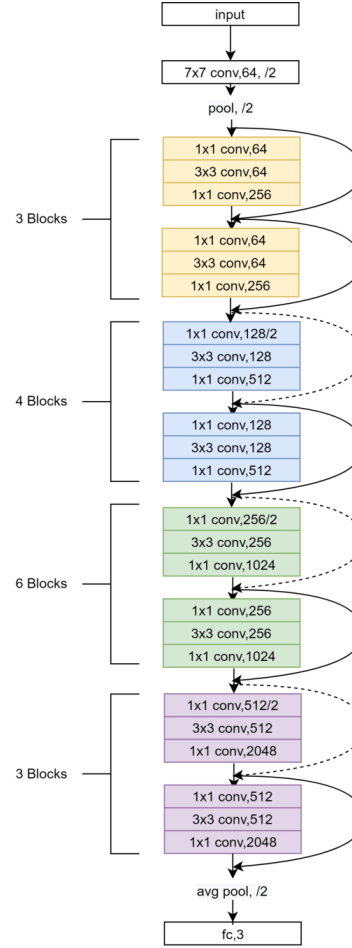 input
7x7 conv,64, /2
pool, /2
3 Blocks
1x1 conv,64
3x3 conv,64
1x1 conv,256
1x1 conv,64
3x3 conv,64
1x1 conv,256
4 Blocks
1x1 conv,128/2
3x3 conv,128
1x1 conv,512
1x1 conv,128
3x3 conv,128
1x1 conv,512
6 Blocks
1x1 conv,256/2
3x3 conv,256
1x1 conv,1024
1x1 conv,256
3x3 conv,256
1x1 conv,1024
3 Blocks
1x1 conv,512/2
3x3 conv,512
1x1 conv,2048
1x1 conv,512
3x3 conv,512
1x1 conv,2048
avg pool, /2
fc,3